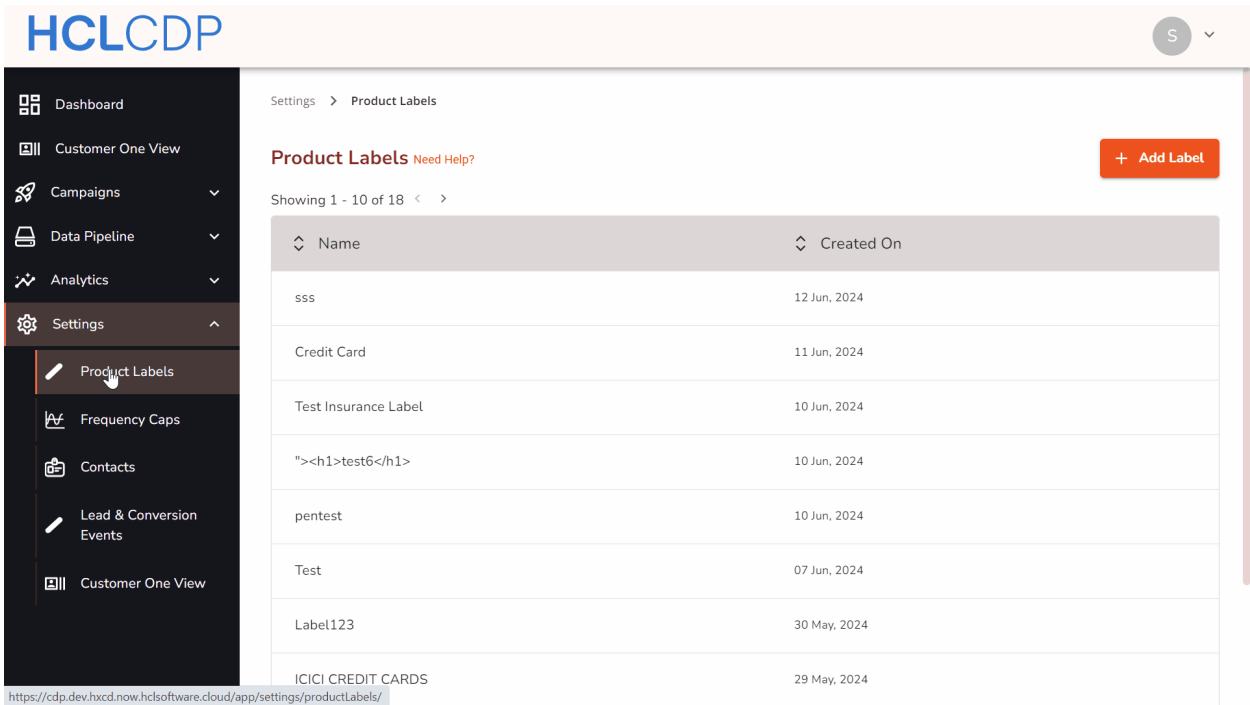 HCLCDP
S
Dashboard
Customer One View
Campaigns
Data Pipeline
Analytics
Settings
Product Labels
Frequency Caps
Contacts
Lead & Conversion
Events
Customer One View
https://cdp.dev.hxcd.now.hclsoftware.cloud/app/settings/productLabels/
Settings > Product Labels
Product Labels Need Help?
+ Add Label
Showing 1 - 10 of 18 < >
Name Created On
sss 12 Jun, 2024
Credit Card 11 Jun, 2024
Test Insurance Label 10 Jun, 2024
"><h1>test6</h1> 10 Jun, 2024
pentest 10 Jun, 2024
Test 07 Jun, 2024
Label123 30 May, 2024
ICICI CREDIT CARDS 29 May, 2024